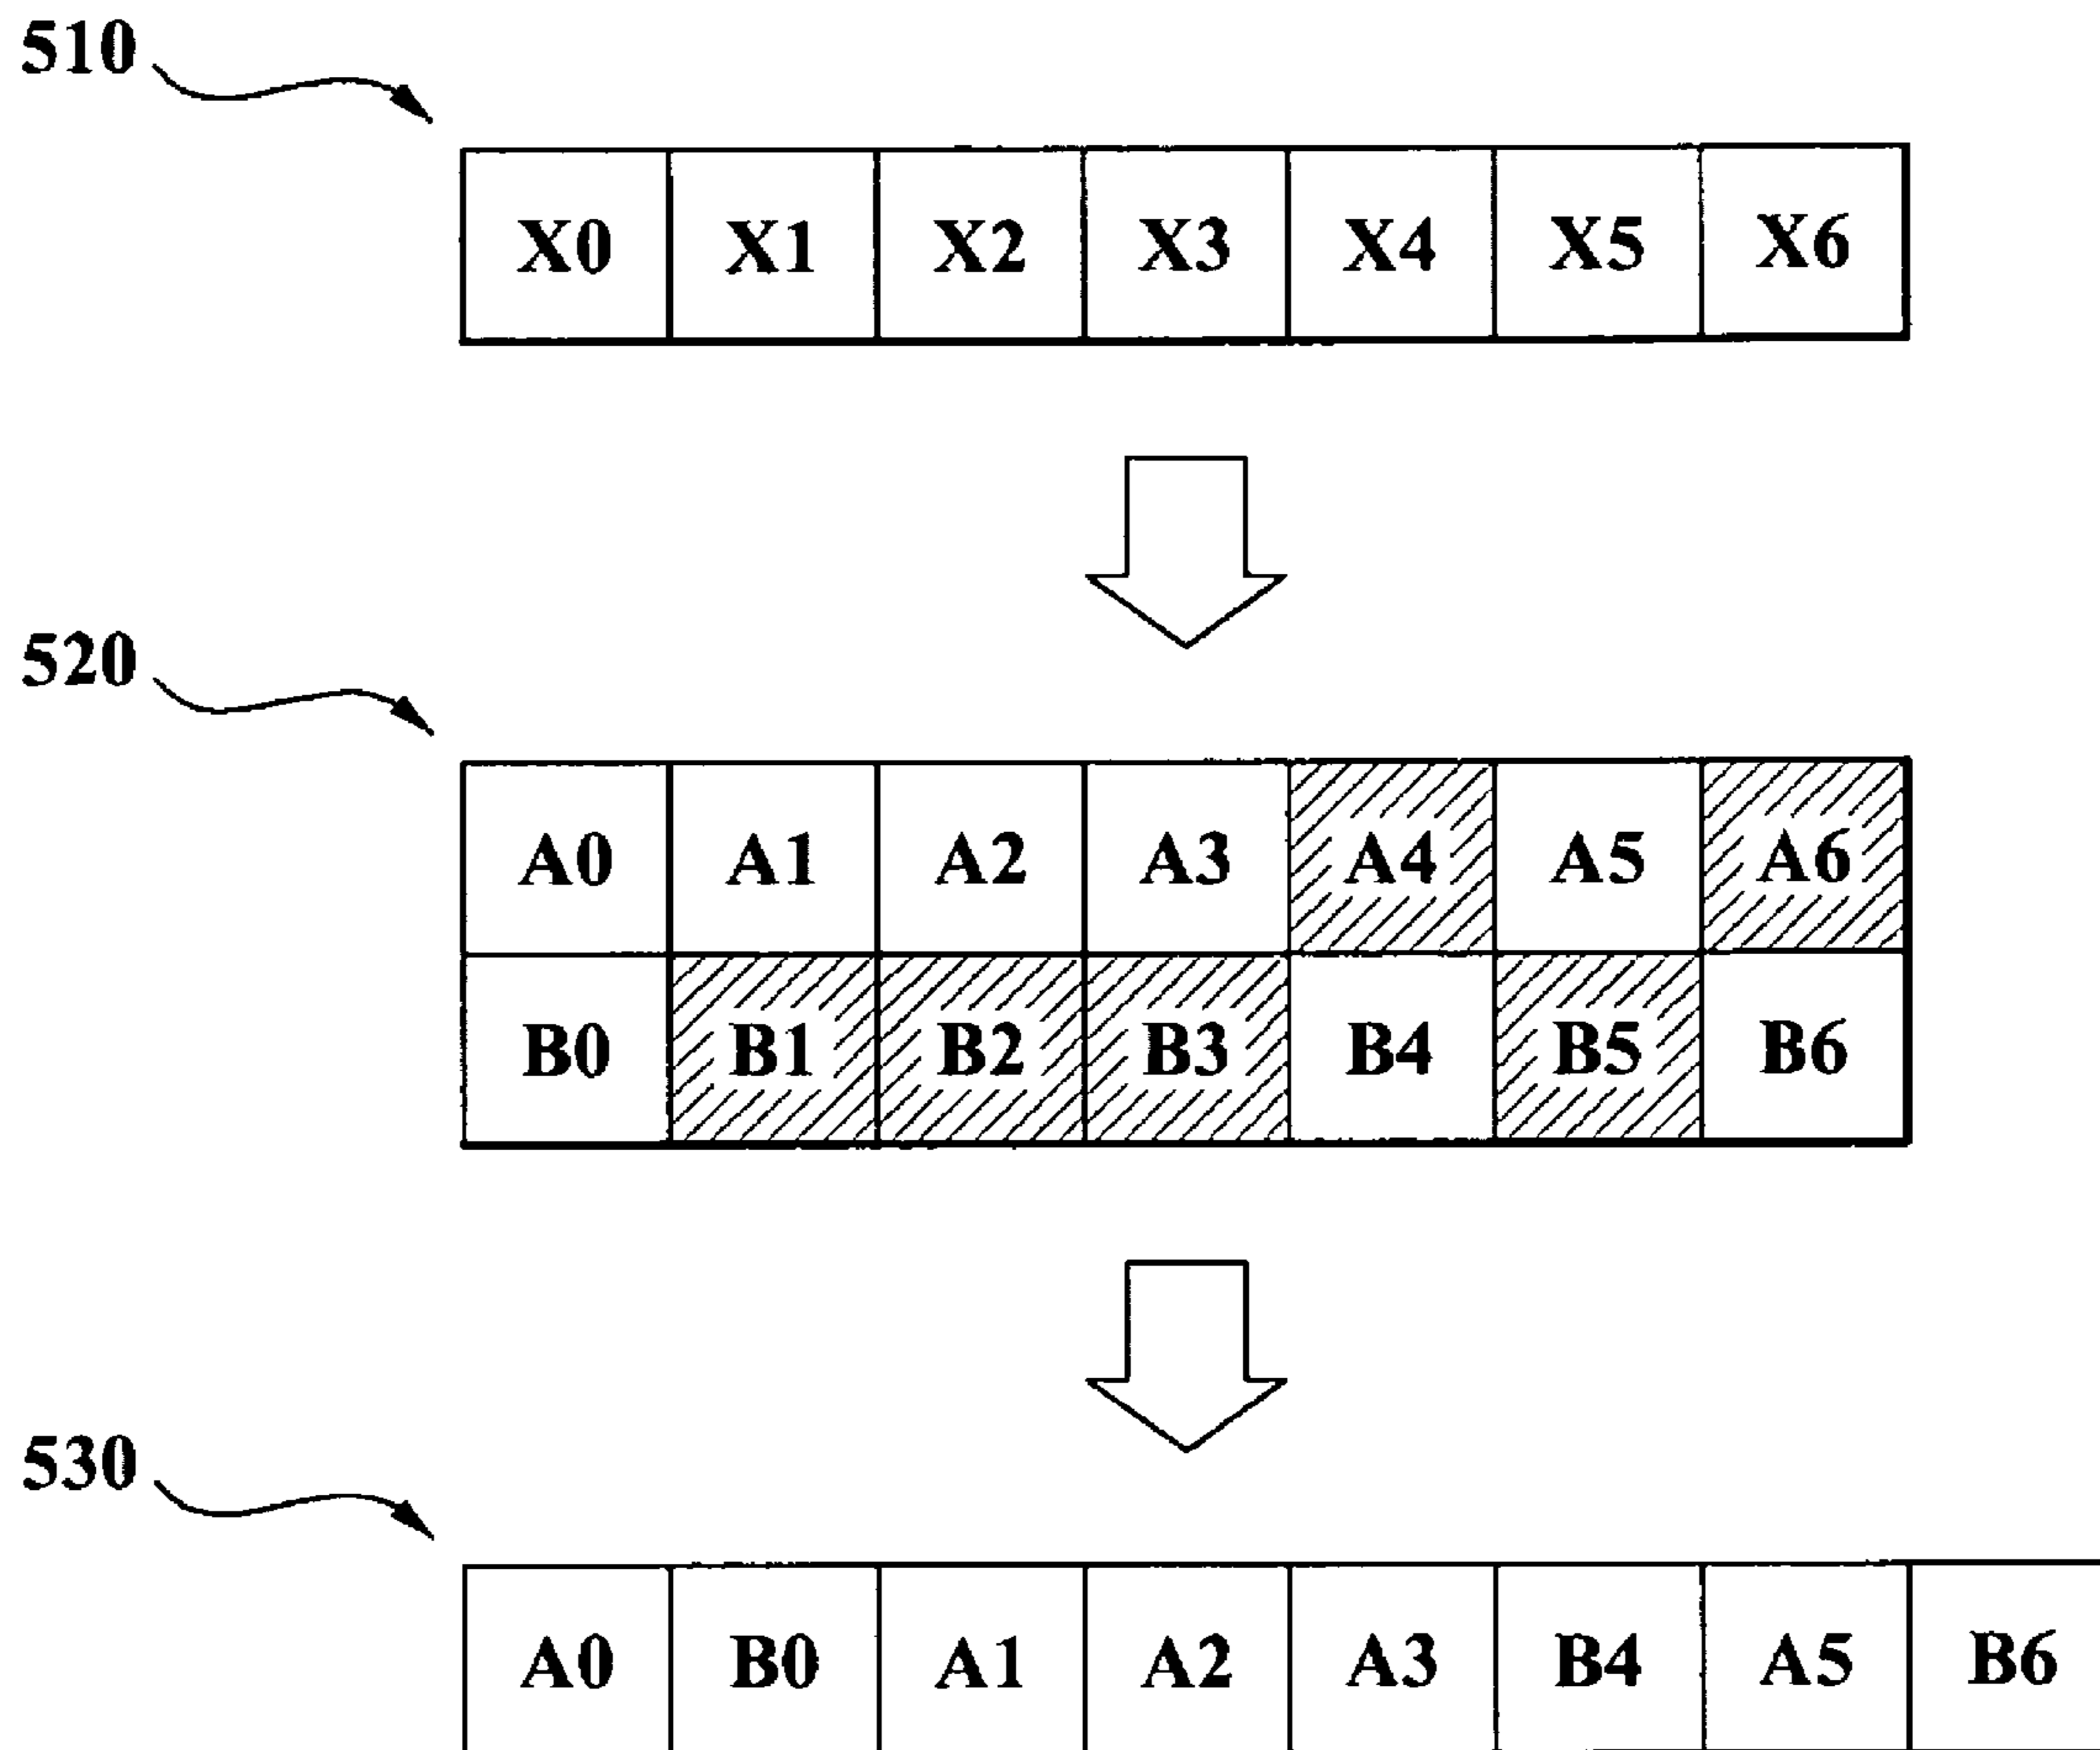 510
X0 X1 X2 X3 X4 X5 X6
520
A0 A1 A2 A3 A4 A5 A6
B0 B1 B2 B3 B4 B5 B6
530
A0 B0 A1 A2 A3 B4 A5 B6